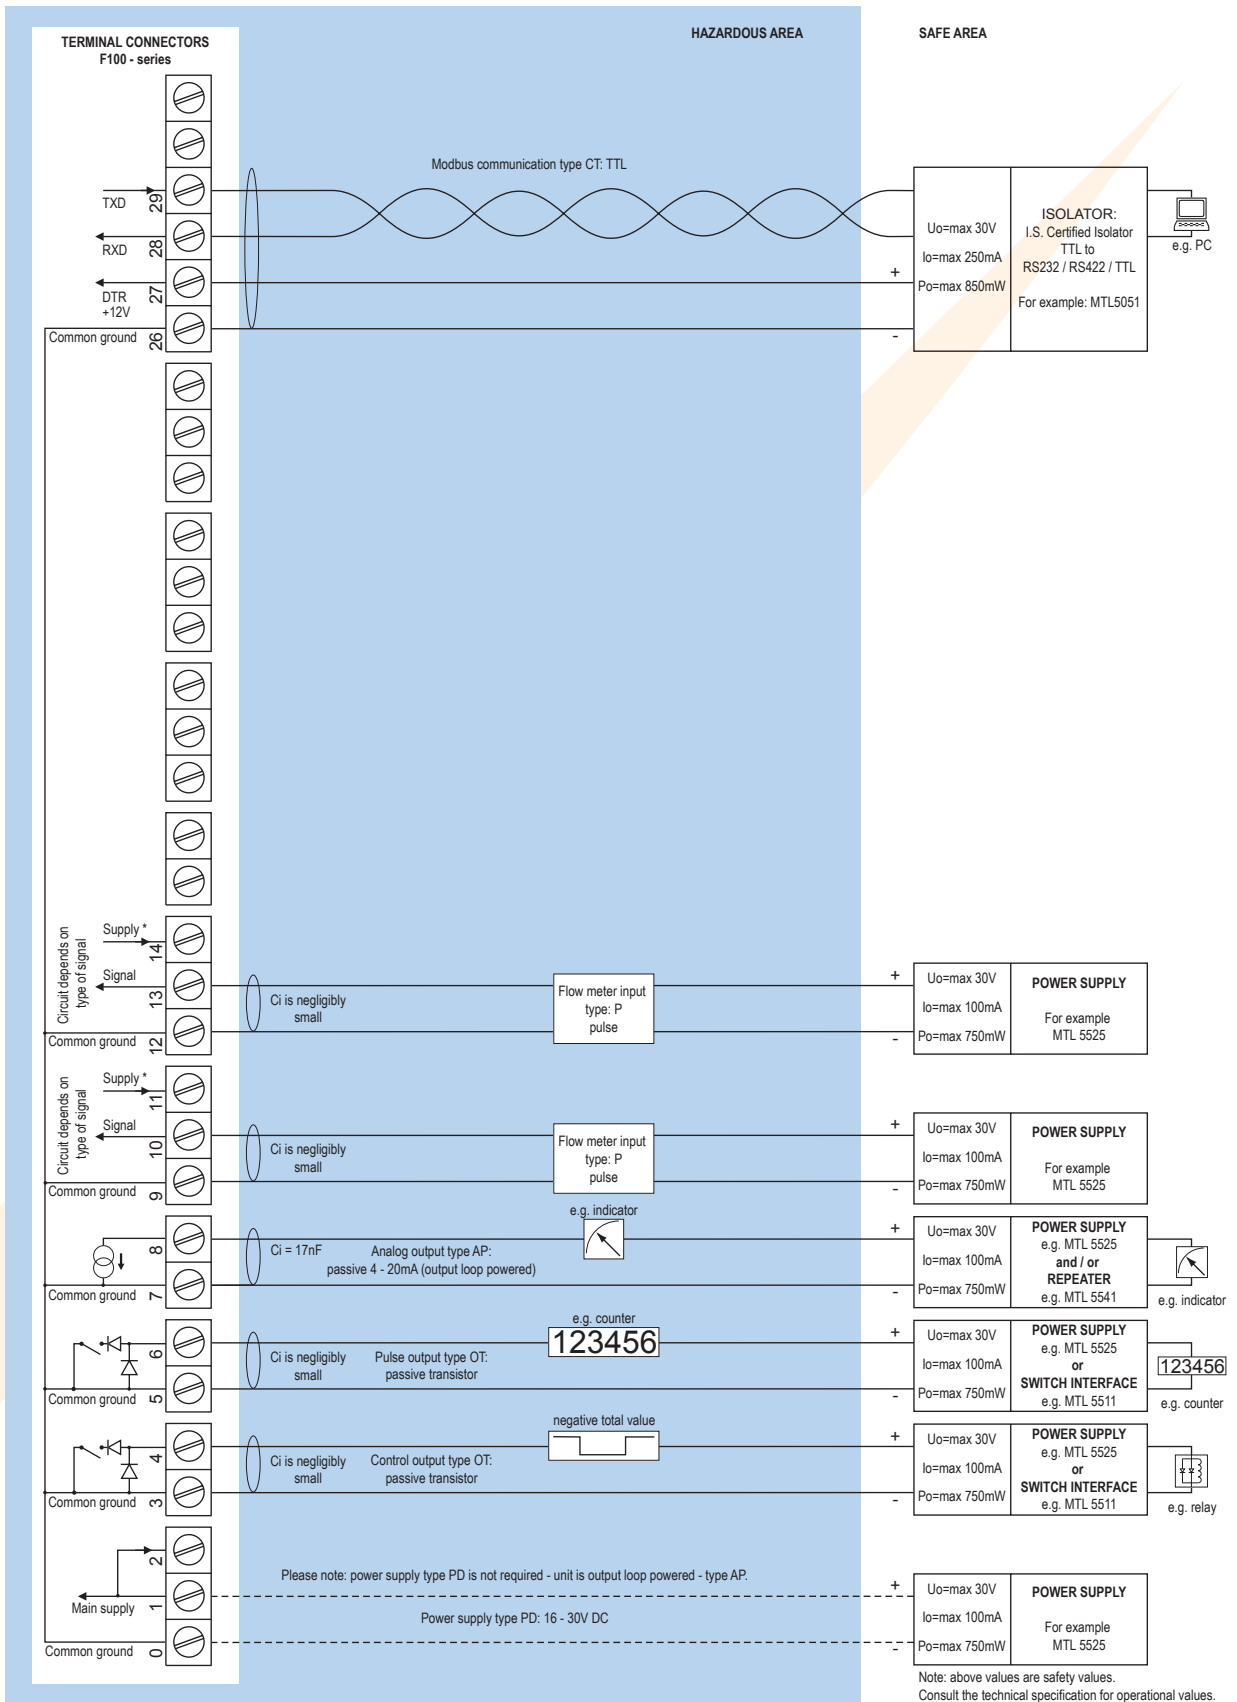 TERMINAL CONNECTORS
F100 - series
HAZARDOUS AREA
SAFE AREA
Modbus communication type CT: TTL
TXD
29
RXD
28
DTR
+12V
27
+
Common ground
26
-
Uo=max 30V
Io=max 250mA
Po=max 850mW
ISOLATOR:
I.S. Certified Isolator
TTL to
RS232 / RS422 / TTL
For example: MTL5051
e.g. PC
Circuit depends on
type of signal
Supply *
14
Signal
13
Common ground
12
Ci is negligibly
small
Flow meter input
type: P
pulse
+
-
Uo=max 30V
Io=max 100mA
Po=max 750mW
POWER SUPPLY
For example
MTL 5525
Circuit depends on
type of signal
Supply *
11
Signal
10
Common ground
9
Ci is negligibly
small
Flow meter input
type: P
pulse
+
-
Uo=max 30V
Io=max 100mA
Po=max 750mW
POWER SUPPLY
For example
MTL 5525
8
Common ground
7
Ci = 17nF
Analog output type AP:
passive 4 - 20mA (output loop powered)
e.g. indicator
+
-
Uo=max 30V
Io=max 100mA
Po=max 750mW
POWER SUPPLY
e.g. MTL 5525
and / or
REPEATER
e.g. MTL 5541
e.g. indicator
6
Common ground
5
Ci is negligibly
small
Pulse output type OT:
passive transistor
e.g. counter
123456
+
-
Uo=max 30V
Io=max 100mA
Po=max 750mW
POWER SUPPLY
e.g. MTL 5525
or
SWITCH INTERFACE
e.g. MTL 5511
123456
e.g. counter
4
Common ground
3
Ci is negligibly
small
Control output type OT:
passive transistor
negative total value
+
-
Uo=max 30V
Io=max 100mA
Po=max 750mW
POWER SUPPLY
e.g. MTL 5525
or
SWITCH INTERFACE
e.g. MTL 5511
e.g. relay
2
Main supply
1
Common ground
0
Please note: power supply type PD is not required - unit is output loop powered - type AP.
Power supply type PD: 16 - 30V DC
+
-
Uo=max 30V
Io=max 100mA
Po=max 750mW
POWER SUPPLY
For example
MTL 5525
Note: above values are safety values.
Consult the technical specification for operational values.